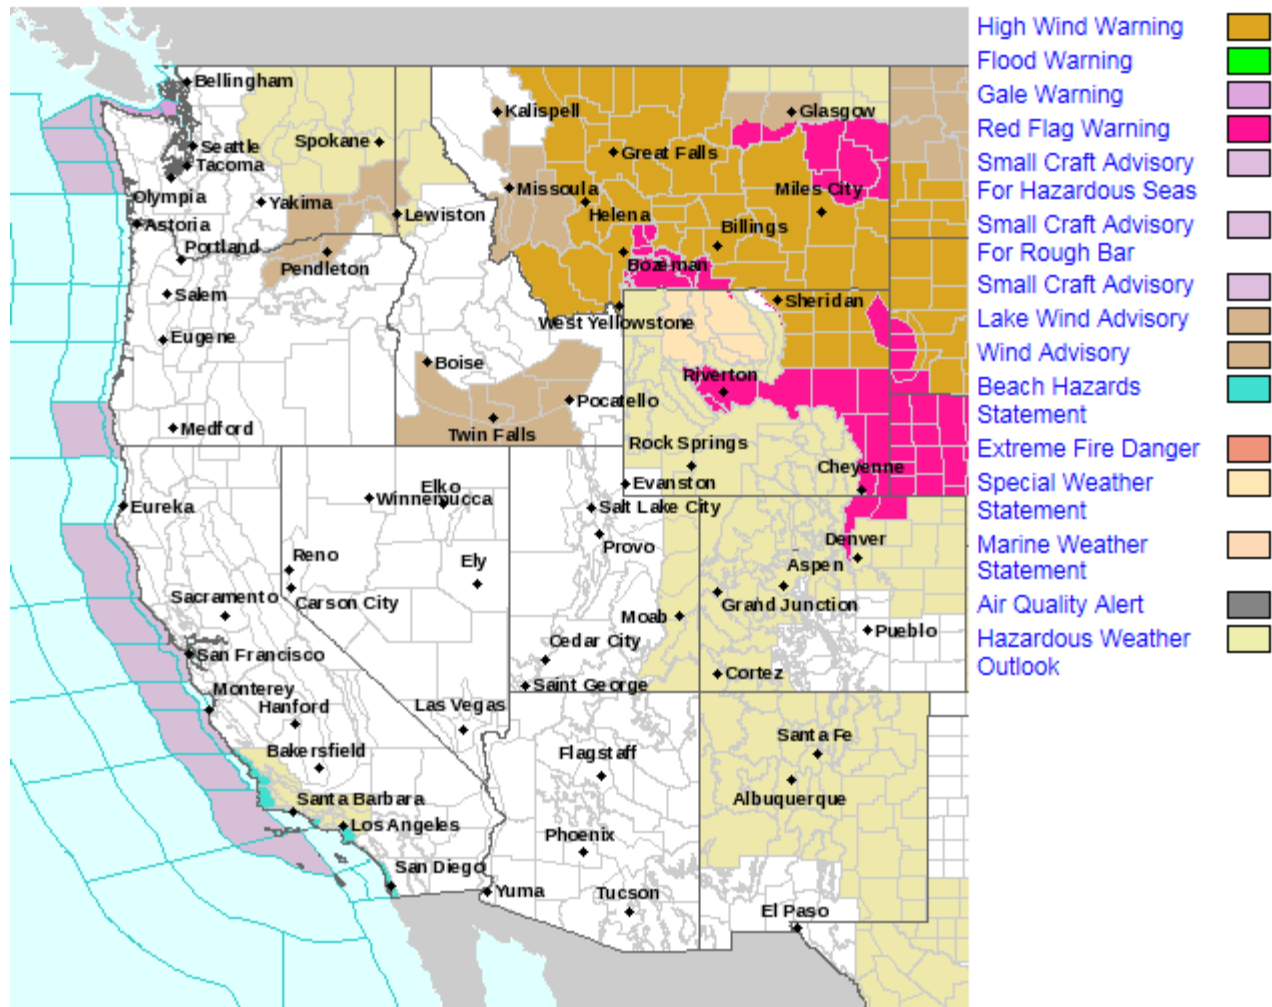 Bellingham
Seattle
Tacoma
Spokane
Olympia
Yakima
Astoria
Lewiston
Portland
Pendleton
Salem
Eugene
Medford
Kalispell
Great Falls
Glasgow
Missoula
Helena
Miles City
Billings
Bozeman
West Yellowstone
Sheridan
Boise
Pocatello
Twin Falls
Riverton
Rock Springs
Cheyenne
Evanston
Elko
Winnemucca
Eureka
Salt Lake City
Provo
Reno
Ely
Denver
Aspen
Sacramento
Carson City
Grand Junction
Moab
Pueblo
San Francisco
Cedar City
Cortez
Saint George
Monterey
Hanford
Las Vegas
Bakersfield
Flagstaff
Santa Fe
Albuquerque
Santa Barbara
Los Angeles
Phoenix
San Diego
Yuma
Tucson
El Paso
High Wind Warning
Flood Warning
Gale Warning
Red Flag Warning
Small Craft Advisory
For Hazardous Seas
Small Craft Advisory
For Rough Bar
Small Craft Advisory
Lake Wind Advisory
Wind Advisory
Beach Hazards
Statement
Extreme Fire Danger
Special Weather
Statement
Marine Weather
Statement
Air Quality Alert
Hazardous Weather
Outlook